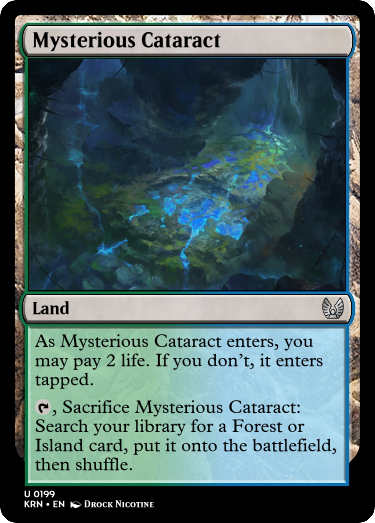 Mysterious Cataract
Land
As Mysterious Cataract enters, you
may pay 2 life. If you don't, it enters
tapped.
, Sacrifice Mysterious Cataract:
Search your library for a Forest or
Island card, put it onto the battlefield,
then shuffle.
U 0199
KRN • EN Drock Nicotine